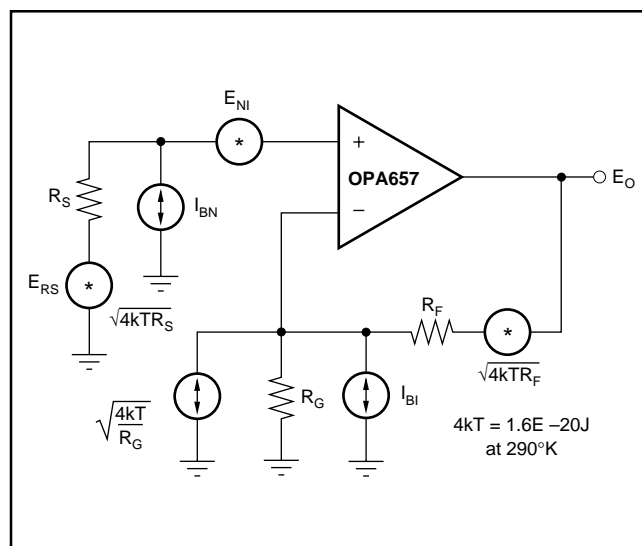 E_NI
*
+
OPA657
−
E_O
R_S
I_BN
E_RS
*
√4kTR_S
R_F
*
√4kTR_F
√4kT/R_G
R_G
I_BI
4kT = 1.6E –20J
at 290°K